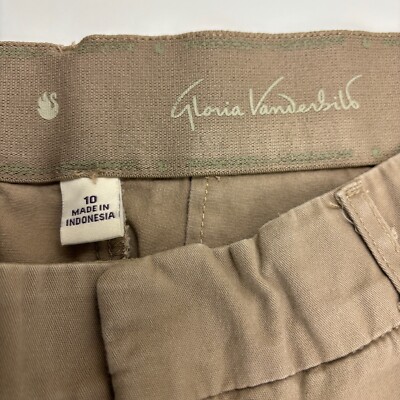 Gloria Vanderbilt
10
MADE IN
INDONESIA